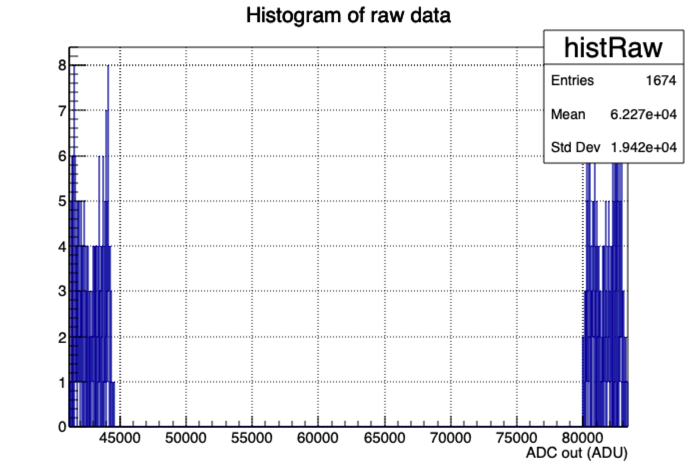 Histogram of raw data
histRaw
Entries 1674
Mean 6.227e+04
Std Dev 1.942e+04
8
7
6
5
4
3
2
1
0
45000 50000 55000 60000 65000 70000 75000 80000
ADC out (ADU)